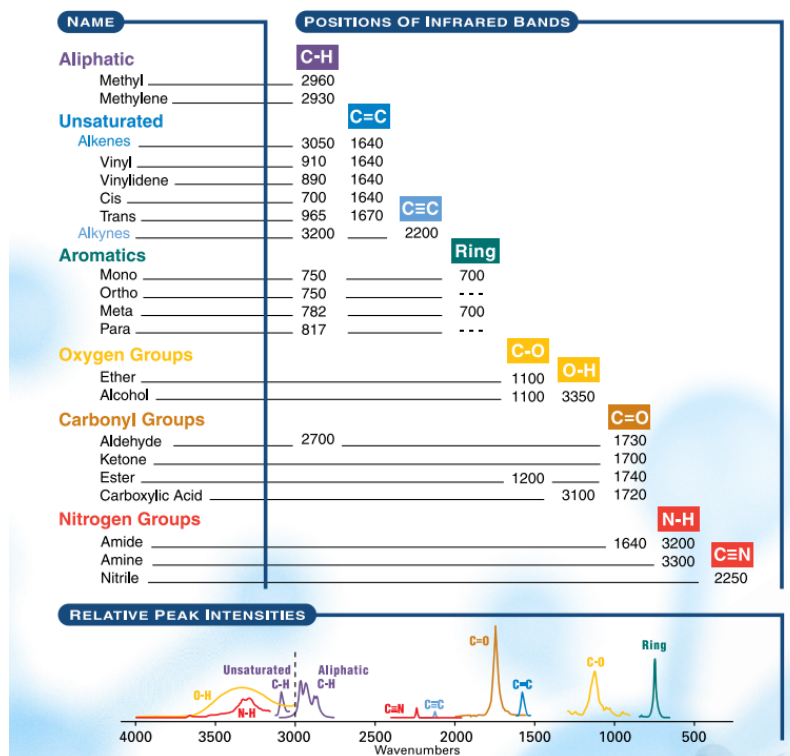 NAME POSITIONS OF INFRARED BANDS
Aliphatic C-H
Methyl 2960
Methylene 2930
Unsaturated C=C
Alkenes 3050 1640
Vinyl 910 1640
Vinylidene 890 1640
Cis 700 1640
Trans 965 1670 C≡C
Alkynes 3200 2200
Aromatics Ring
Mono 750 700
Ortho 750 ---
Meta 782 700
Para 817 ---
Oxygen Groups C-O
Ether 1100 O-H
Alcohol 1100 3350
Carbonyl Groups C=O
Aldehyde 2700 1730
Ketone 1700
Ester 1200 1740
Carboxylic Acid 3100 1720
Nitrogen Groups N-H
Amide 1640 3200
Amine 3300 C≡N
Nitrile 2250
RELATIVE PEAK INTENSITIES
C=O
Unsaturated Aliphatic C-O Ring
O-H C-H C-H C≡N C≡C C=C
N-H
4000 3500 3000 2500 2000 1500 1000 500
Wavenumbers